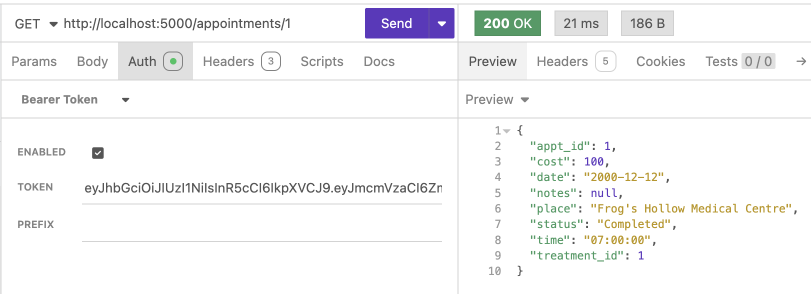 GET http://localhost:5000/appointments/1 Send
Params Body Auth Headers 3 Scripts Docs
Bearer Token
ENABLED
TOKEN eyJhbGciOiJIUzI1NiIsInR5cCI6IkpXVCJ9.eyJmcmVzaCI6Zm
PREFIX
200 OK 21 ms 186 B
Preview Headers 5 Cookies Tests 0 / 0 →
Preview
1 {
2 "appt_id": 1,
3 "cost": 100,
4 "date": "2000-12-12",
5 "notes": null,
6 "place": "Frog's Hollow Medical Centre",
7 "status": "Completed",
8 "time": "07:00:00",
9 "treatment_id": 1
10 }